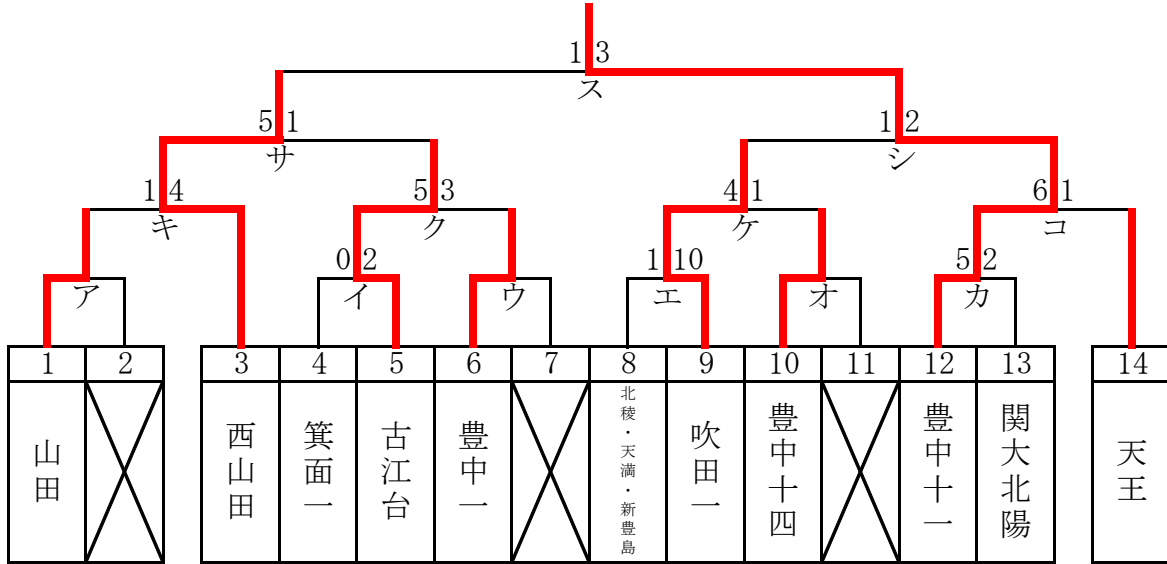 1 3
ス
5 1
サ
1 2
シ
1 4
キ
5 3
ク
4 1
ケ
6 1
コ
ア
0 2
イ
ウ
1 10
エ
オ
5 2
カ
1 2 3 4 5 6 7 8 9 10 11 12 13 14
山田
西山田
箕面一
古江台
豊中一
北稜・天満・新豊島
吹田一
豊中十四
豊中十一
関大北陽
天王